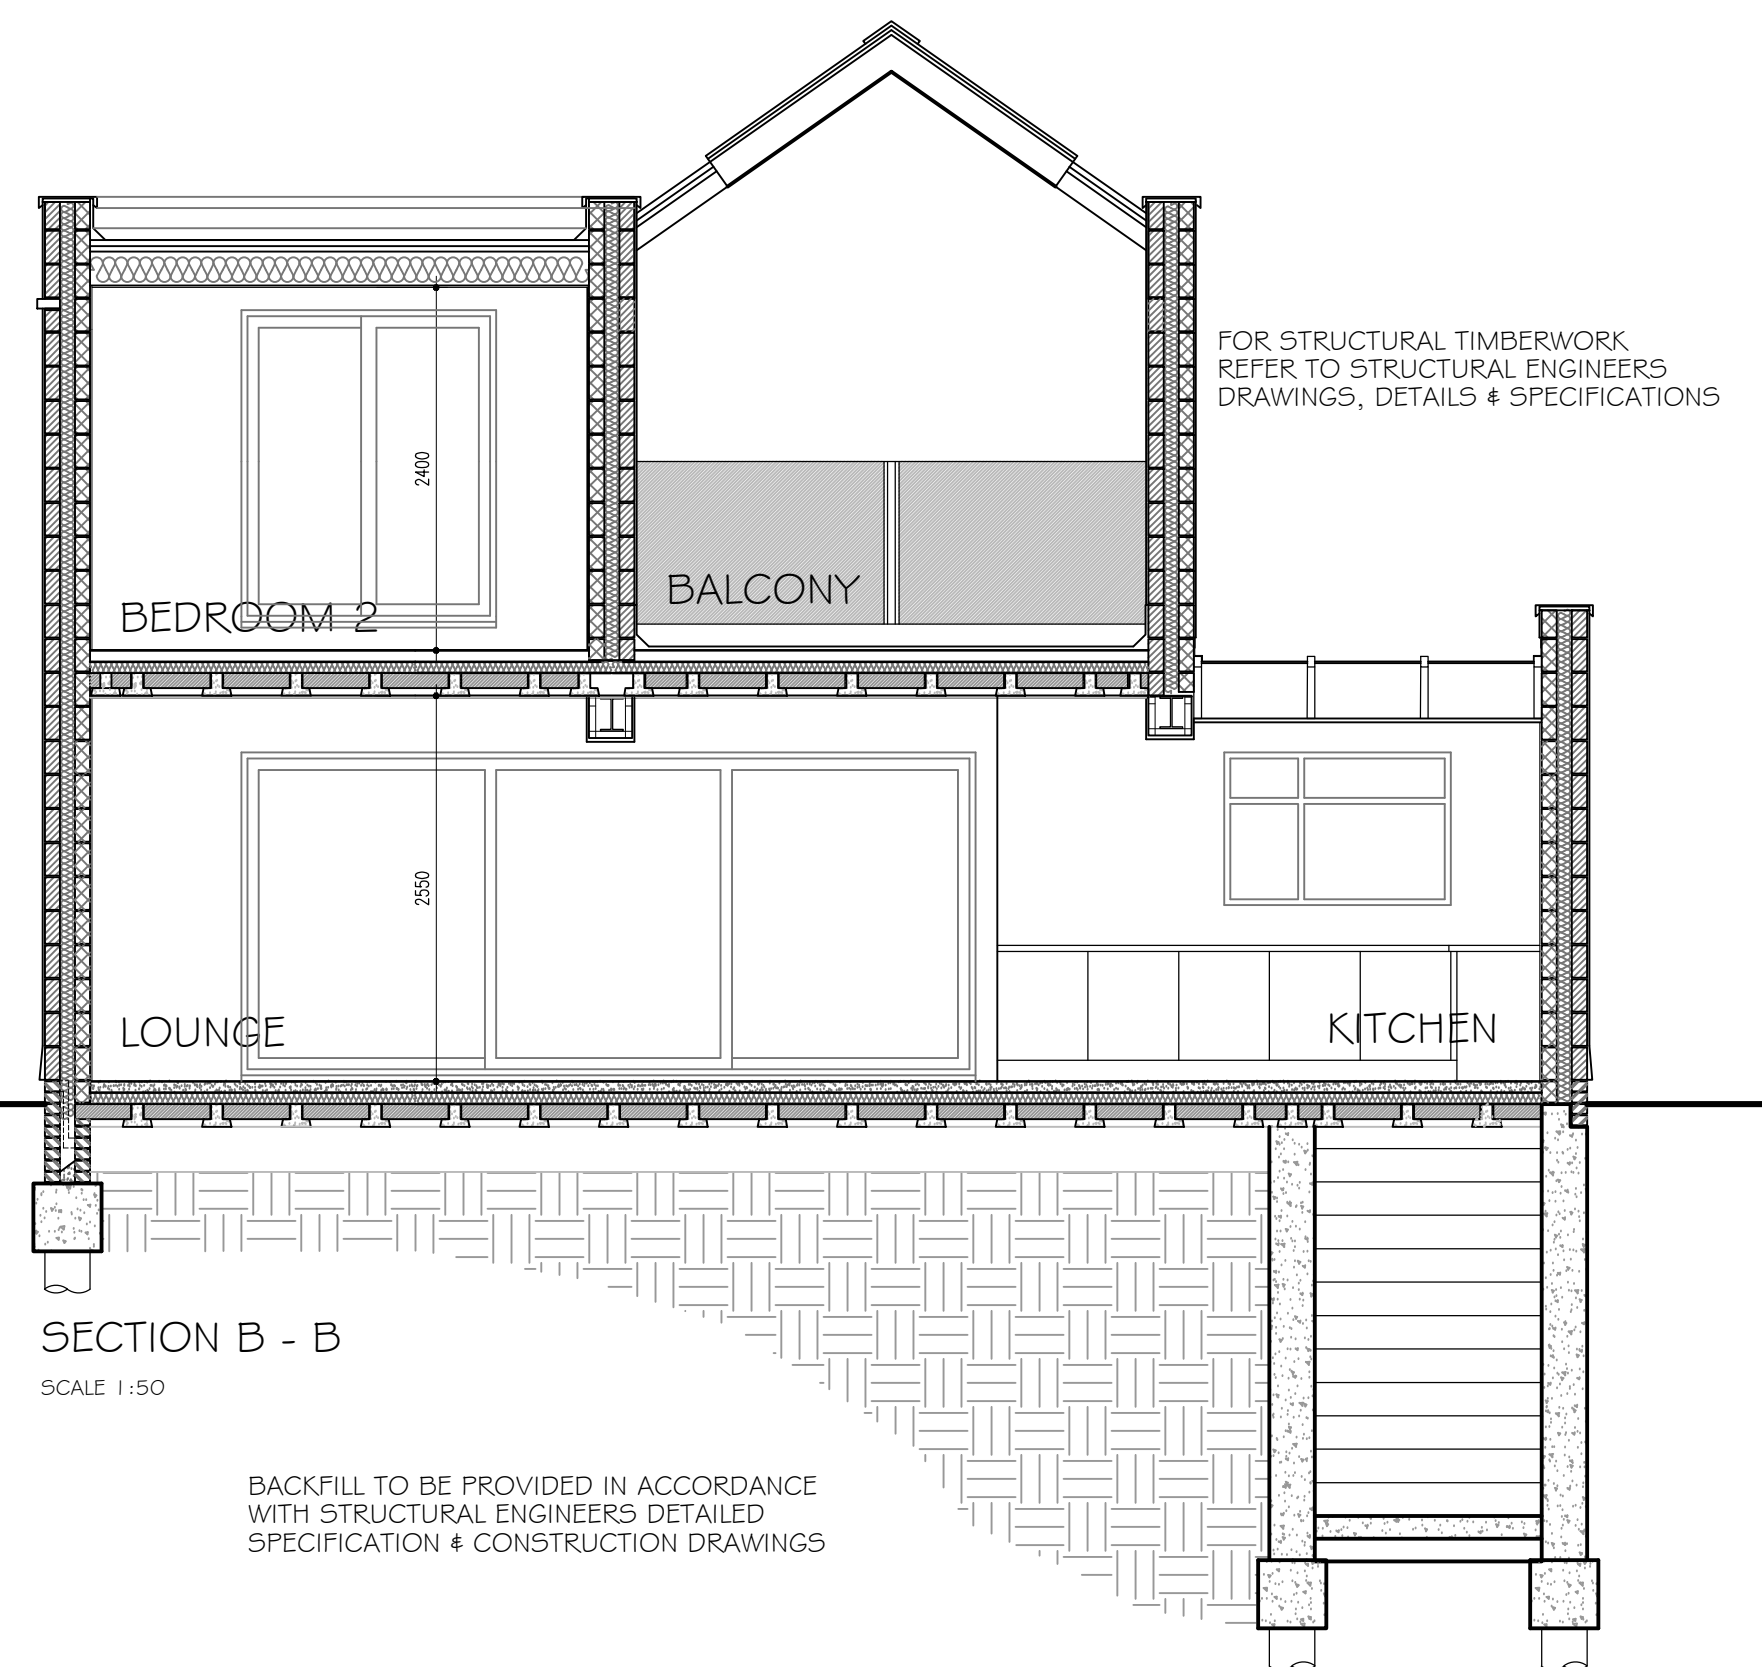 FOR STRUCTURAL TIMBERWORK
REFER TO STRUCTURAL ENGINEERS
DRAWINGS, DETAILS & SPECIFICATIONS
2400
BALCONY
BEDROOM 2
2550
LOUNGE
KITCHEN
SECTION B - B
SCALE 1:50
BACKFILL TO BE PROVIDED IN ACCORDANCE
WITH STRUCTURAL ENGINEERS DETAILED
SPECIFICATION & CONSTRUCTION DRAWINGS